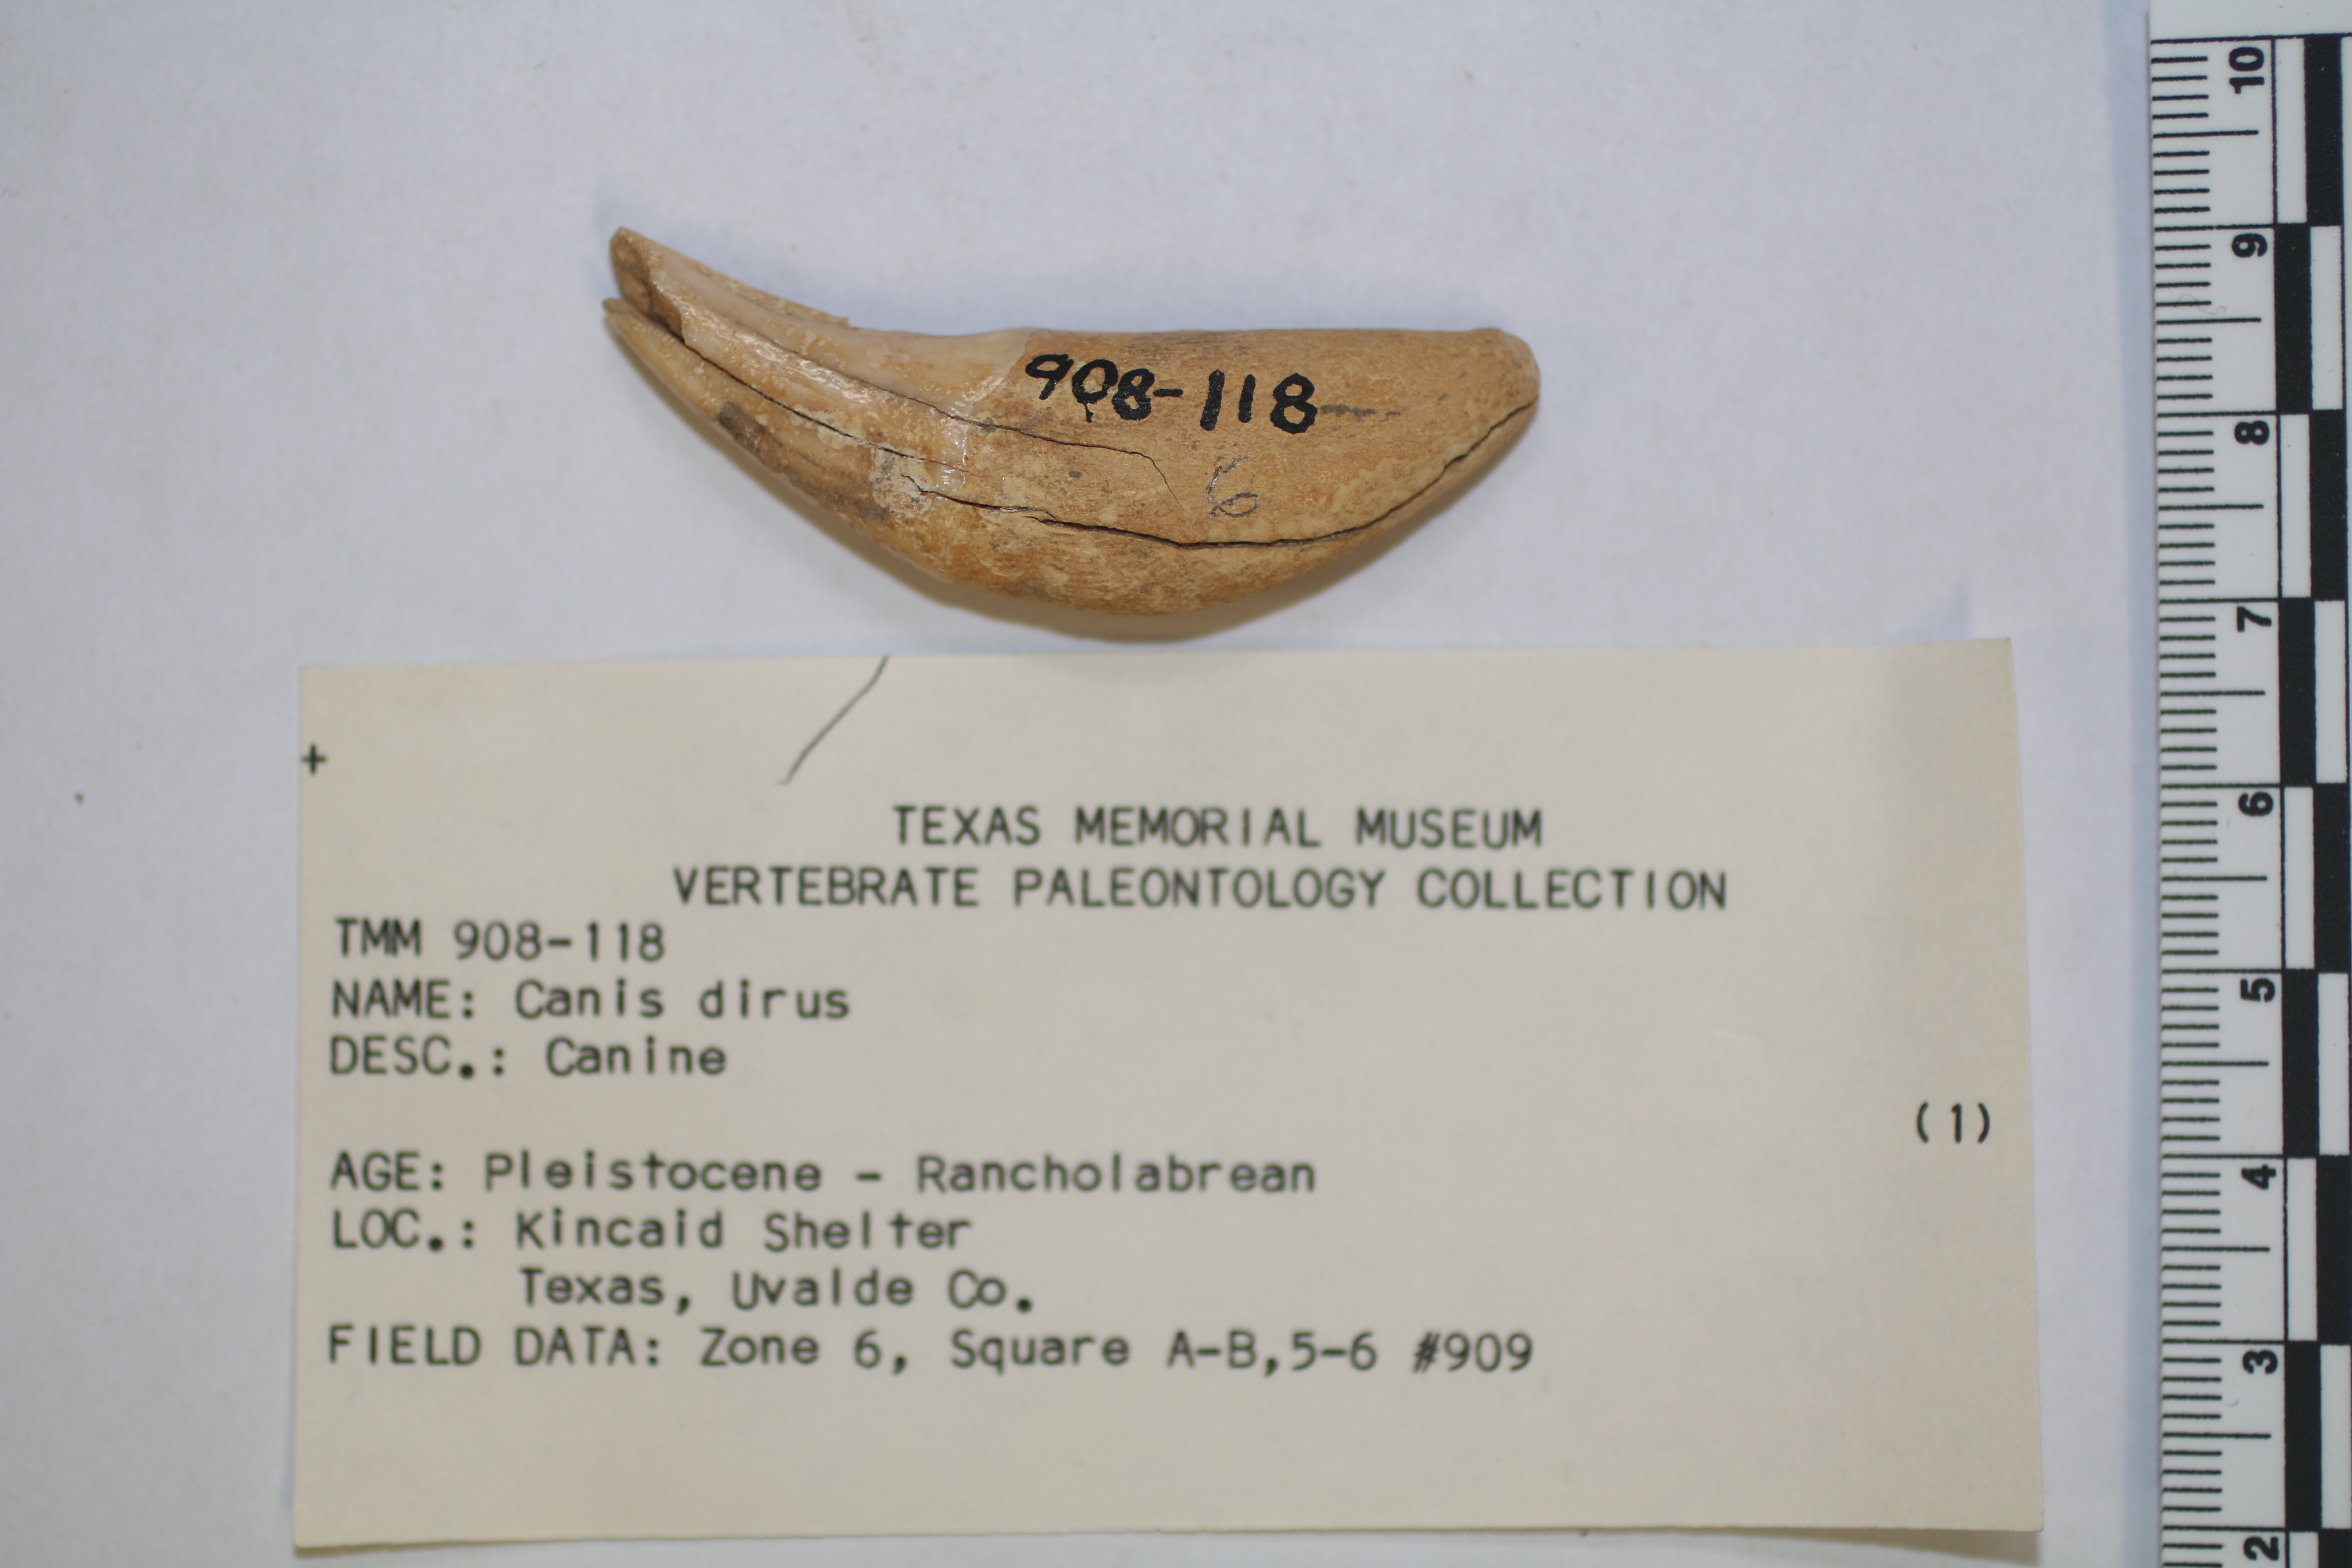 908-118
6
+
TEXAS MEMORIAL MUSEUM
VERTEBRATE PALEONTOLOGY COLLECTION
TMM 908-118
NAME: Canis dirus
DESC.: Canine
(1)
AGE: Pleistocene - Rancholabrean
LOC.: Kincaid Shelter
Texas, Uvalde Co.
FIELD DATA: Zone 6, Square A-B,5-6 #909
10
9
8
7
6
5
4
3
2